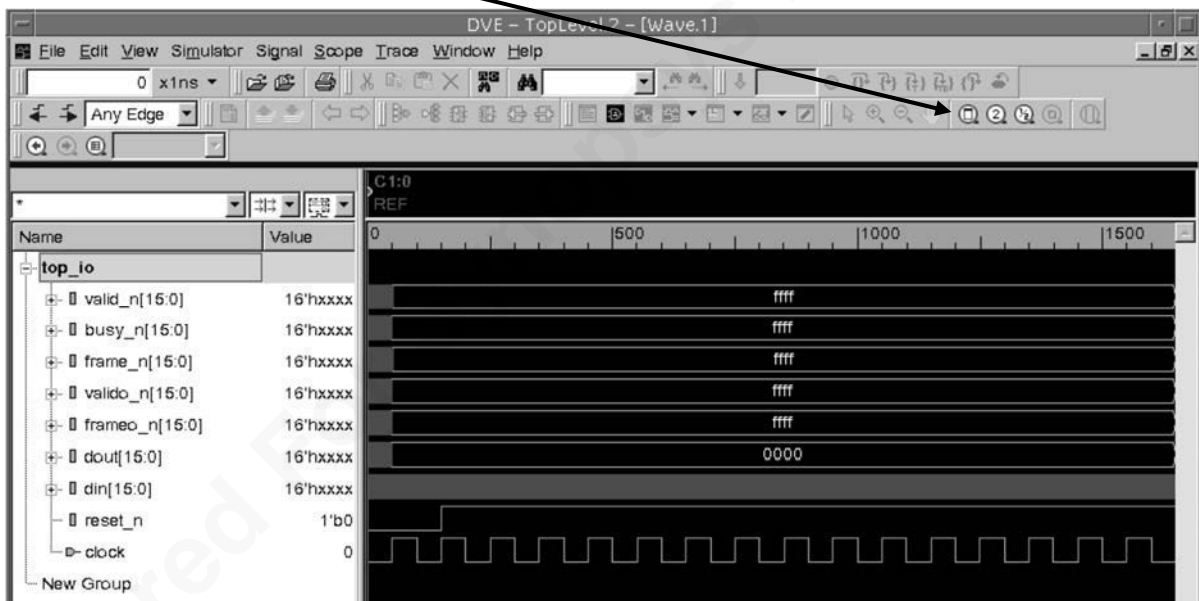 DVE – TopLevel.2 – [Wave.1]
File Edit View Simulator Signal Scope Trace Window Help
0 x1ns
Any Edge
C1:0
REF
*
Name Value
0 500 1000 1500
top_io
valid_n[15:0] 16'hxxxx ffff
busy_n[15:0] 16'hxxxx ffff
frame_n[15:0] 16'hxxxx ffff
valido_n[15:0] 16'hxxxx ffff
frameo_n[15:0] 16'hxxxx ffff
dout[15:0] 16'hxxxx 0000
din[15:0] 16'hxxxx
reset_n 1'b0
clock 0
New Group